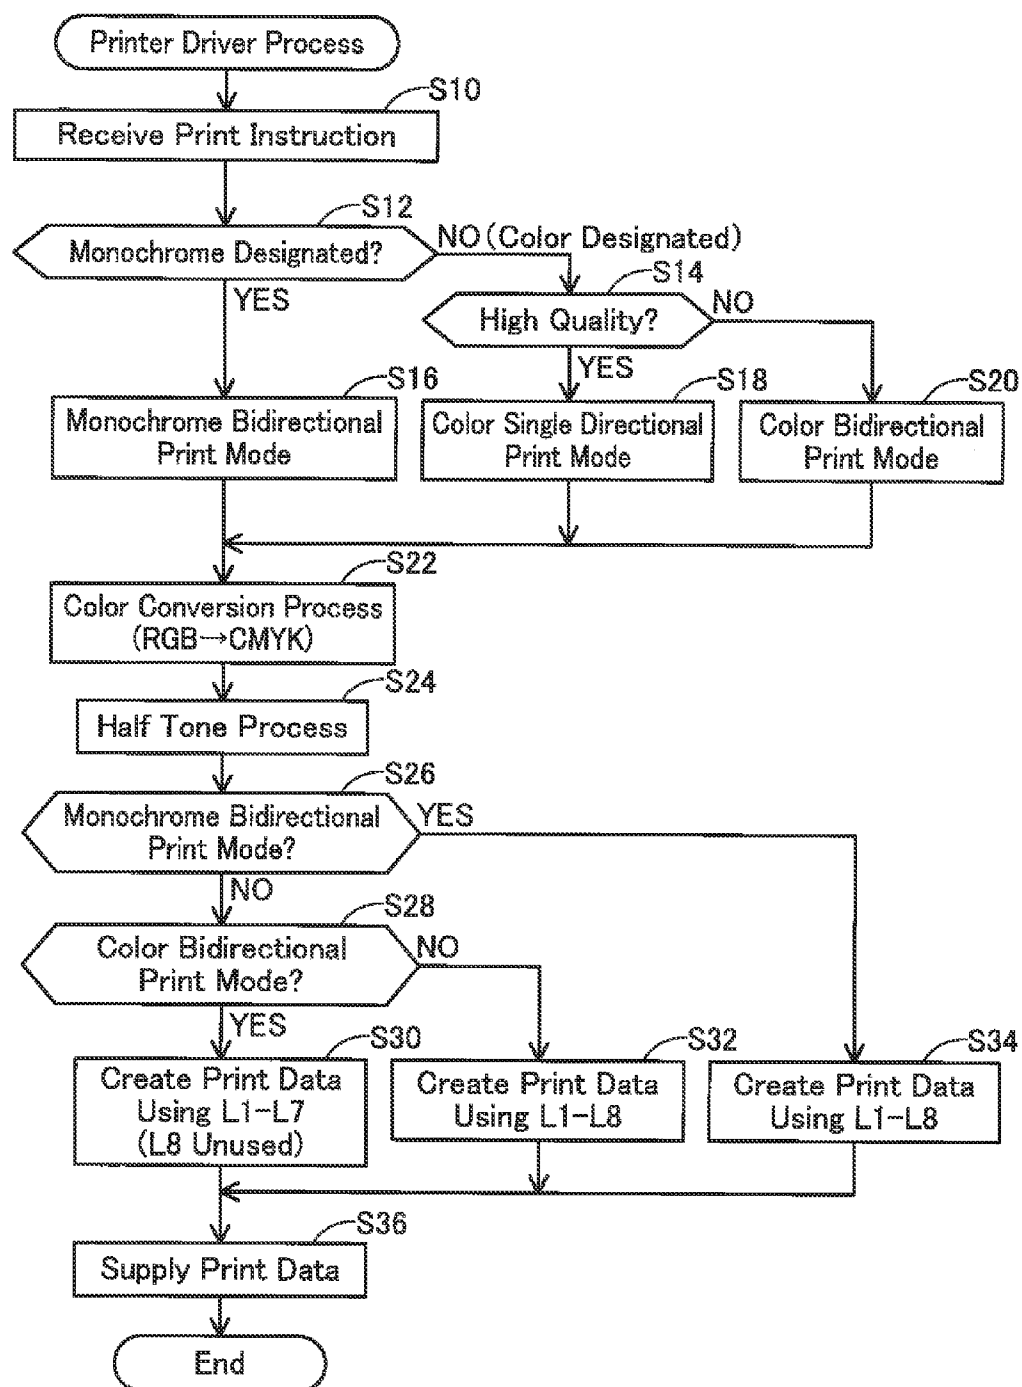 Printer Driver Process
S10
Receive Print Instruction
S12
Monochrome Designated?
NO (Color Designated)
YES
S14
High Quality?
NO
YES
S16
Monochrome Bidirectional
Print Mode
S18
Color Single Directional
Print Mode
S20
Color Bidirectional
Print Mode
S22
Color Conversion Process
(RGB→CMYK)
S24
Half Tone Process
S26
Monochrome Bidirectional
Print Mode?
YES
NO
S28
Color Bidirectional
Print Mode?
NO
YES
S30
Create Print Data
Using L1-L7
(L8 Unused)
S32
Create Print Data
Using L1-L8
S34
Create Print Data
Using L1-L8
S36
Supply Print Data
End